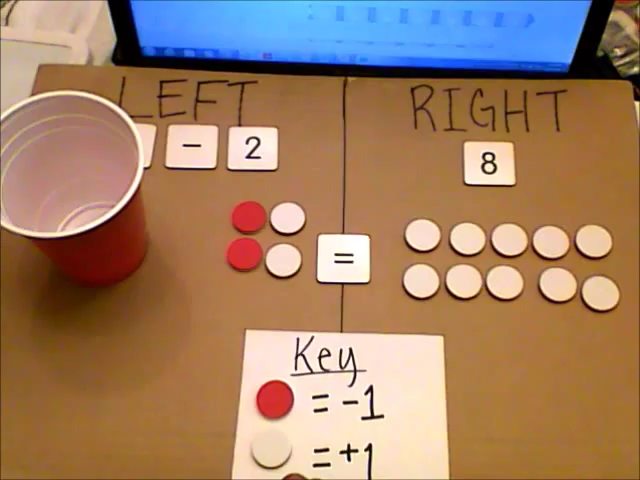 LEFT
RIGHT
- 2
8
=
Key
= -1
= +1